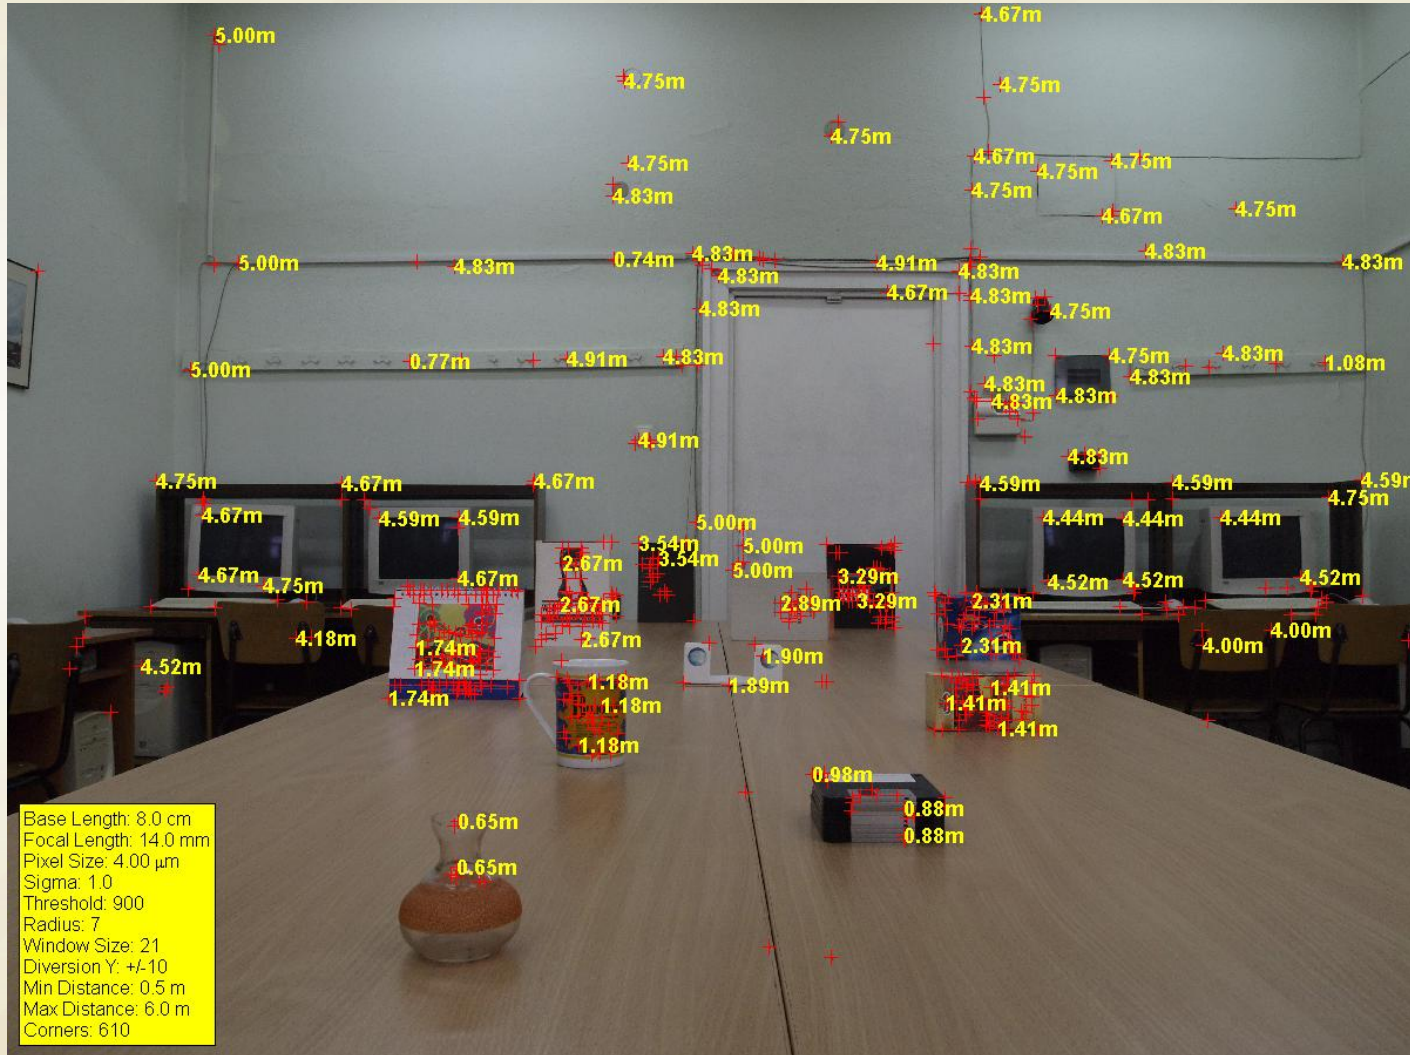 4.67m
5.00m
4.75m
4.75m
4.75m
4.67m
4.75m
4.75m
4.75m
4.75m
4.83m
4.67m
4.75m
4.83m
4.83m
0.74m
4.83m
5.00m
4.83m
4.91m
4.83m
4.83m
4.83m
4.67m
4.83m
4.83m
4.75m
4.83m
5.00m
0.77m
4.91m
4.83m
4.75m
4.83m
1.08m
4.83m
4.83m
4.83m
4.83m
4.91m
4.83m
4.75m
4.67m
4.67m
4.59m
4.59m
4.59m
4.75m
4.67m
4.59m
4.59m
5.00m
4.44m
4.44m
4.44m
3.54m
5.00m
2.67m
3.54m
5.00m
3.29m
4.67m
4.75m
4.67m
4.52m
4.52m
4.52m
2.67m
2.89m
3.29m
2.31m
4.18m
2.67m
2.31m
4.00m
4.00m
4.52m
1.74m
1.74m
1.90m
1.74m
1.18m
1.89m
1.41m
1.18m
1.41m
1.18m
1.41m
0.98m
0.88m
0.65m
0.88m
0.65m
Base Length: 8.0 cm
Focal Length: 14.0 mm
Pixel Size: 4.00 μm
Sigma: 1.0
Threshold: 900
Radius: 7
Window Size: 21
Diversion Y: +/-10
Min Distance: 0.5 m
Max Distance: 6.0 m
Corners: 610